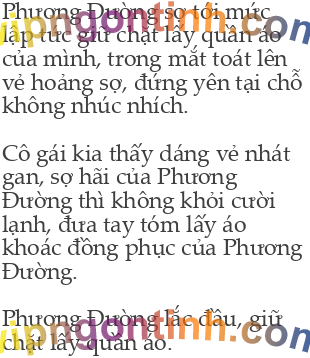 Phương Đường sợ tới mức
lập tức giữ chặt lấy quần áo
của mình, trong mắt toát lên
vẻ hoảng sợ, đứng yên tại chỗ
không nhúc nhích.
Cô gái kia thấy dáng vẻ nhát
gan, sợ hãi của Phương
Đường thì không khỏi cười
lạnh, đưa tay tóm lấy áo
khoác đồng phục của Phương
Đường.
Phương Đường lắc đầu, giữ
chặt lấy quần áo.
vipngontinh.com
vipngontinh.com